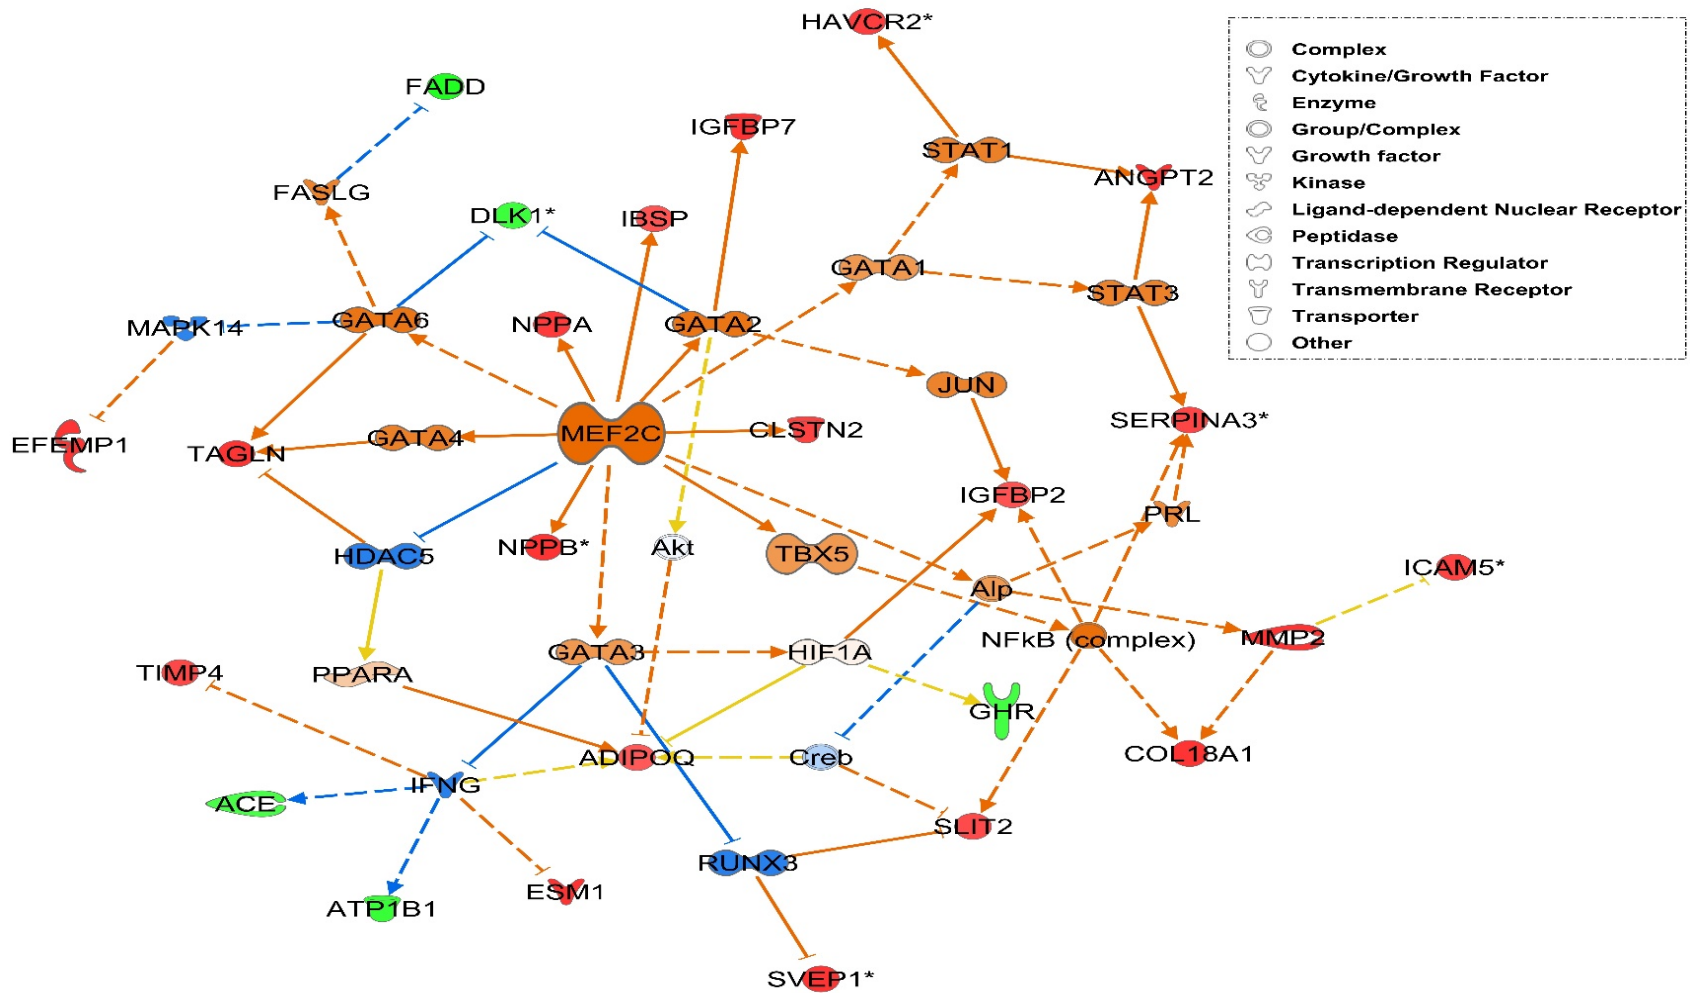 HAVCR2*
Complex
Cytokine/Growth Factor
Enzyme
Group/Complex
Growth factor
Kinase
Ligand-dependent Nuclear Receptor
Peptidase
Transcription Regulator
Transmembrane Receptor
Transporter
Other
FADD
IGFBP7
STAT1
ANGPT2
FASLG
DLK1*
IBSP
GATA1
STAT3
MAPK14
GATA6
NPPA
GATA2
JUN
SERPINA3*
EFEMP1
TAGLN
GATA4
MEF2C
CLSTN2
IGFBP2
PRL
HDAC5
NPPB*
Akt
TBX5
ICAM5*
Alp
NFkB (complex)
MMP2
TIMP4
PPARA
GATA3
HIF1A
GHR
ADIPOQ
Creb
COL18A1
IFNG
ACE
SLIT2
RUNX3
ESM1
ATP1B1
SVEP1*